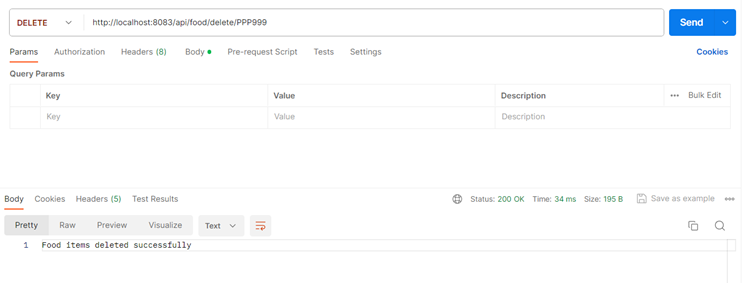 DELETE http://localhost:8083/api/food/delete/PPP999 Send
Params Authorization Headers (8) Body Pre-request Script Tests Settings Cookies
Query Params
Key Value Description ••• Bulk Edit
Key Value Description
Body Cookies Headers (5) Test Results Status: 200 OK Time: 34 ms Size: 195 B Save as example •••
Pretty Raw Preview Visualize Text
1 Food items deleted successfully